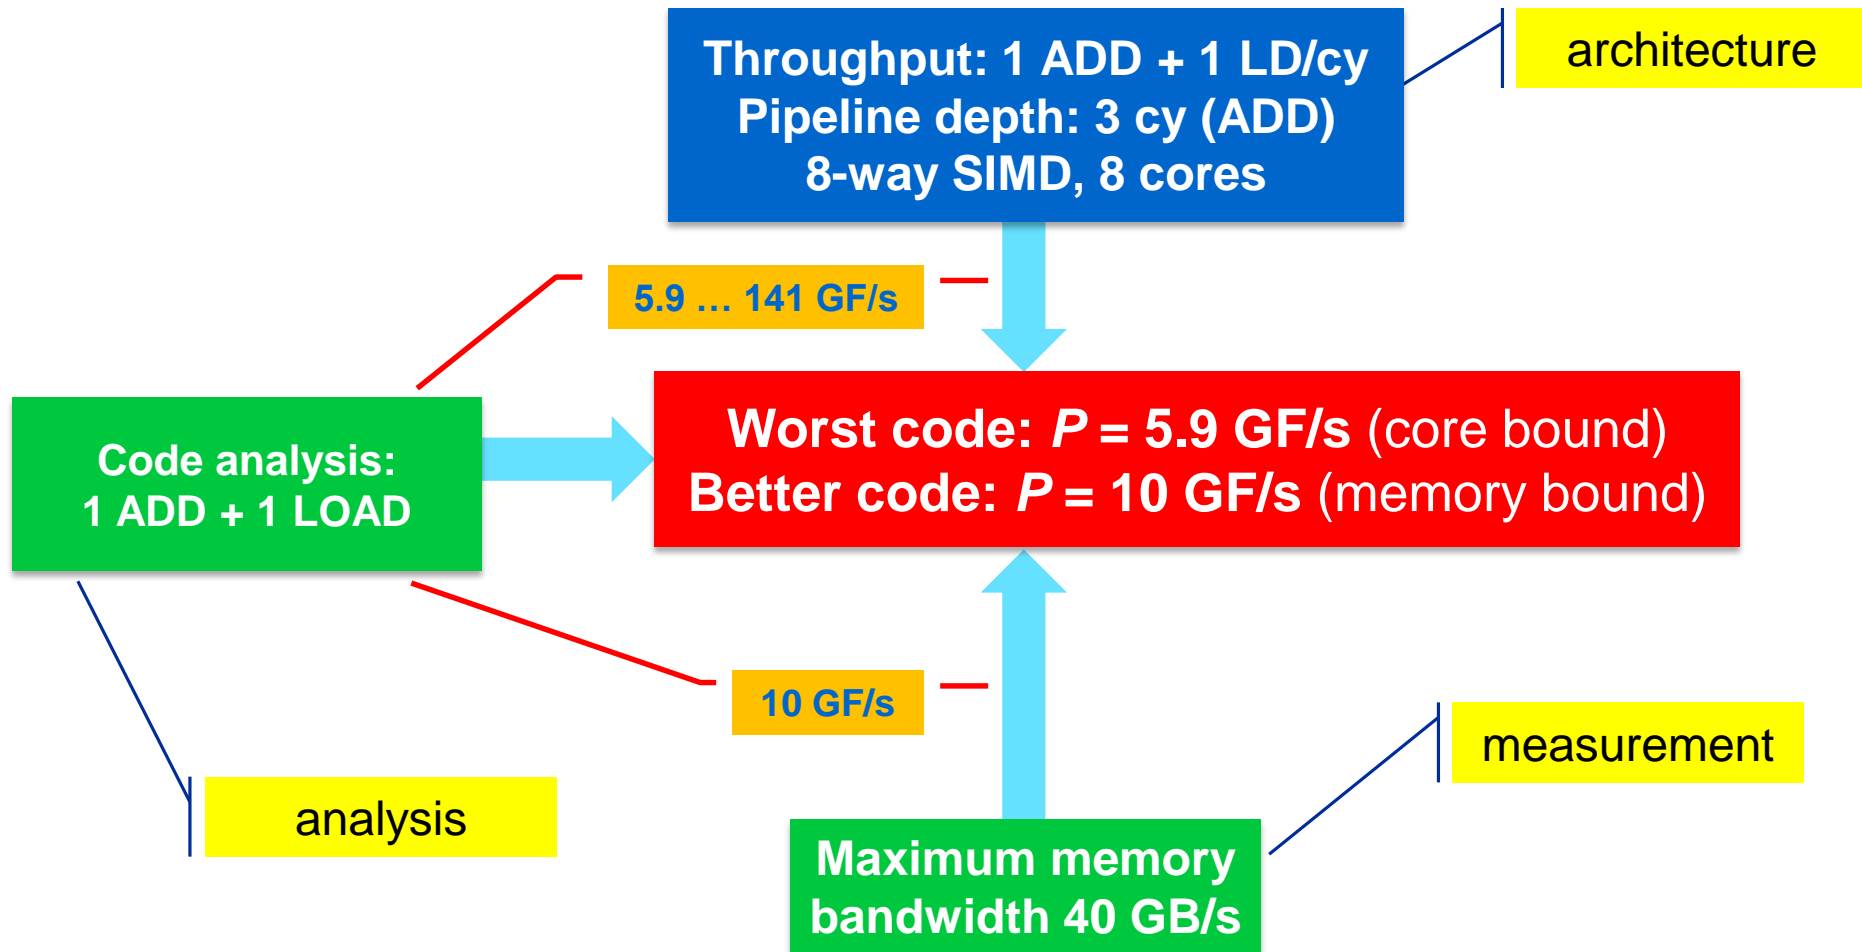 Throughput: 1 ADD + 1 LD/cy
Pipeline depth: 3 cy (ADD)
8-way SIMD, 8 cores
architecture
5.9 … 141 GF/s
Code analysis:
1 ADD + 1 LOAD
Worst code: P = 5.9 GF/s (core bound)
Better code: P = 10 GF/s (memory bound)
10 GF/s
measurement
analysis
Maximum memory
bandwidth 40 GB/s